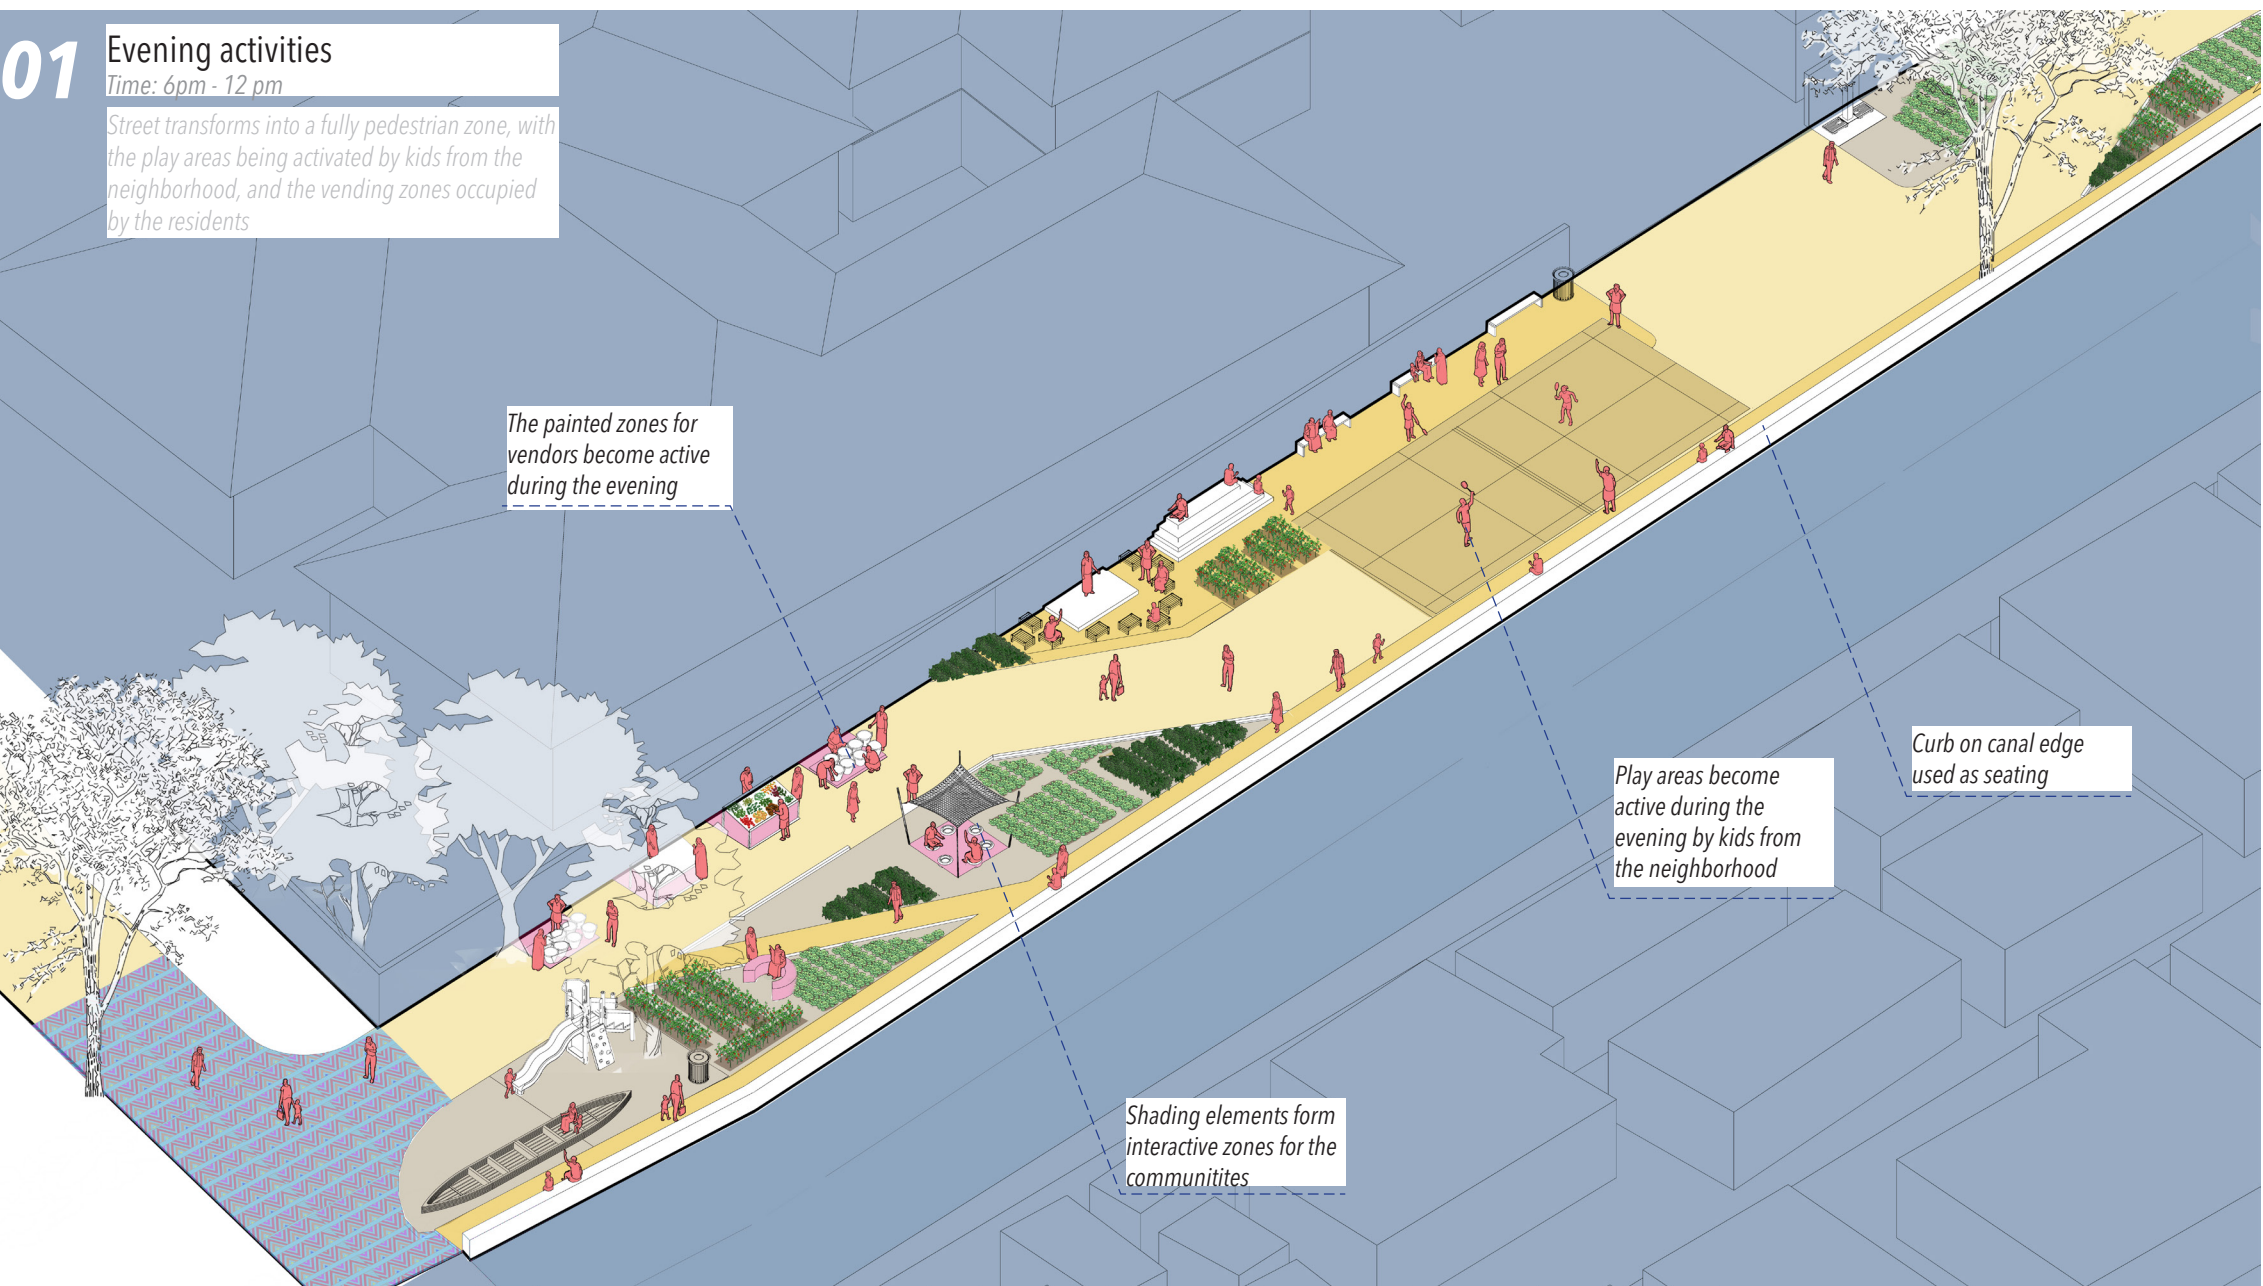 01
Evening activities
Time: 6pm - 12 pm
Street transforms into a fully pedestrian zone, with
the play areas being activated by kids from the
neighborhood, and the vending zones occupied
by the residents
The painted zones for
vendors become active
during the evening
Curb on canal edge
used as seating
Play areas become
active during the
evening by kids from
the neighborhood
Shading elements form
interactive zones for the
communitites